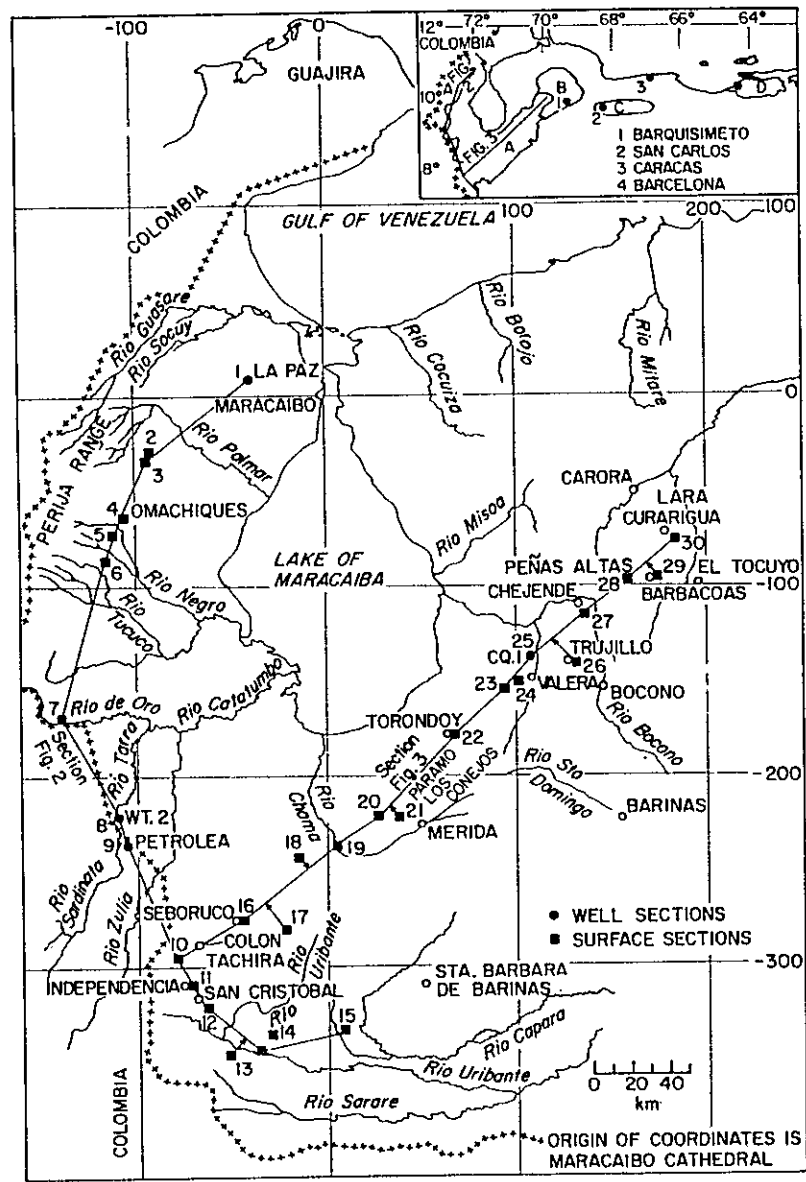 -100
0
GUAJIRA
COLOMBIA
GULF OF VENEZUELA
100
200
-100
12°
72°
70°
68°
66°
64°
COLOMBIA
10°
8°
FIG. 2
A
FIG. 3
A
B
1
2
C
3
D
1 BARQUISIMETO
2 SAN CARLOS
3 CARACAS
4 BARCELONA
Rio Guasare
Rio Socuy
Rio Cocuiza
Rio Bolojo
Rio Mitare
1 LA PAZ
MARACAIBO
0
PERIJA RANGE
2
3
Rio Palmar
CARORA
LARA
CURARIGUA
30
4
OMACHIQUES
5
6
LAKE OF
MARACAIBA
Rio Misoa
PEÑAS ALTAS
28
29
EL TOCUYO
BARBACOAS
-100
Rio Negro
Rio
Tucuco
CHEJENDE
27
25
CQ.1
TRUJILLO
26
23
24
VALERA
BOCONO
Rio Bocono
7
Rio de Oro
Rio Catatumbo
Section
Fig. 2
Rio Tarra
TORONDOY
22
Section
Fig. 3
PARAMO
LOS
CONEJOS
Rio Sto
Domingo
-200
8
WT. 2
9
PETROLEA
Rio
Chama
20
21
MERIDA
BARINAS
18
19
Rio
Sardinata
Rio Zulia
SEBORUCO
16
17
● WELL SECTIONS
■ SURFACE SECTIONS
10
COLON
TACHIRA
Rio
Uribante
-300
INDEPENDENCIA
11
SAN CRISTOBAL
12
STA. BARBARA
DE BARINAS
Rio
14
15
13
Rio Capara
Rio Uribante
Rio Sarare
0 20 40
km
COLOMBIA
ORIGIN OF COORDINATES IS
MARACAIBO CATHEDRAL